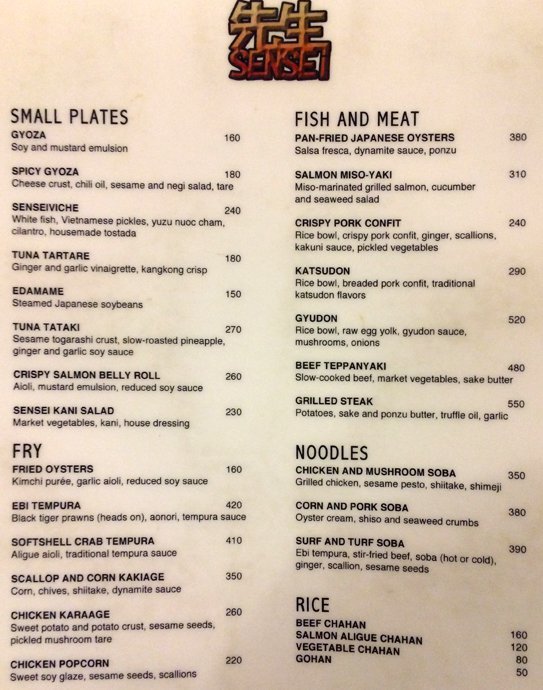 先生
SENSEI
SMALL PLATES
GYOZA 160
Soy and mustard emulsion
SPICY GYOZA 180
Cheese crust, chili oil, sesame and negi salad, tare
SENSEIVICHE 240
White fish, Vietnamese pickles, yuzu nuoc cham,
cilantro, housemade tostada
TUNA TARTARE 180
Ginger and garlic vinaigrette, kangkong crisp
EDAMAME 150
Steamed Japanese soybeans
TUNA TATAKI 270
Sesame togarashi crust, slow-roasted pineapple,
ginger and garlic soy sauce
CRISPY SALMON BELLY ROLL 260
Aioli, mustard emulsion, reduced soy sauce
SENSEI KANI SALAD 230
Market vegetables, kani, house dressing
FRY
FRIED OYSTERS 160
Kimchi purée, garlic aioli, reduced soy sauce
EBI TEMPURA 420
Black tiger prawns (heads on), aonori, tempura sauce
SOFTSHELL CRAB TEMPURA 410
Aligue aioli, traditional tempura sauce
SCALLOP AND CORN KAKIAGE 350
Corn, chives, shiitake, dynamite sauce
CHICKEN KARAAGE 260
Sweet potato and potato crust, sesame seeds,
pickled mushroom tare
CHICKEN POPCORN 220
Sweet soy glaze, sesame seeds, scallions
FISH AND MEAT
PAN-FRIED JAPANESE OYSTERS 380
Salsa fresca, dynamite sauce, ponzu
SALMON MISO-YAKI 310
Miso-marinated grilled salmon, cucumber
and seaweed salad
CRISPY PORK CONFIT 240
Rice bowl, crispy pork confit, ginger, scallions,
kakuni sauce, pickled vegetables
KATSUDON 290
Rice bowl, breaded pork confit, traditional
katsudon flavors
GYUDON 520
Rice bowl, raw egg yolk, gyudon sauce,
mushrooms, onions
BEEF TEPPANYAKI 480
Slow-cooked beef, market vegetables, sake butter
GRILLED STEAK 550
Potatoes, sake and ponzu butter, truffle oil, garlic
NOODLES
CHICKEN AND MUSHROOM SOBA 350
Grilled chicken, sesame pesto, shiitake, shimeji
CORN AND PORK SOBA 380
Oyster cream, shiso and seaweed crumbs
SURF AND TURF SOBA 390
Ebi tempura, stir-fried beef, soba (hot or cold),
ginger, scallion, sesame seeds
RICE
BEEF CHAHAN 160
SALMON ALIGUE CHAHAN 120
VEGETABLE CHAHAN 80
GOHAN 50